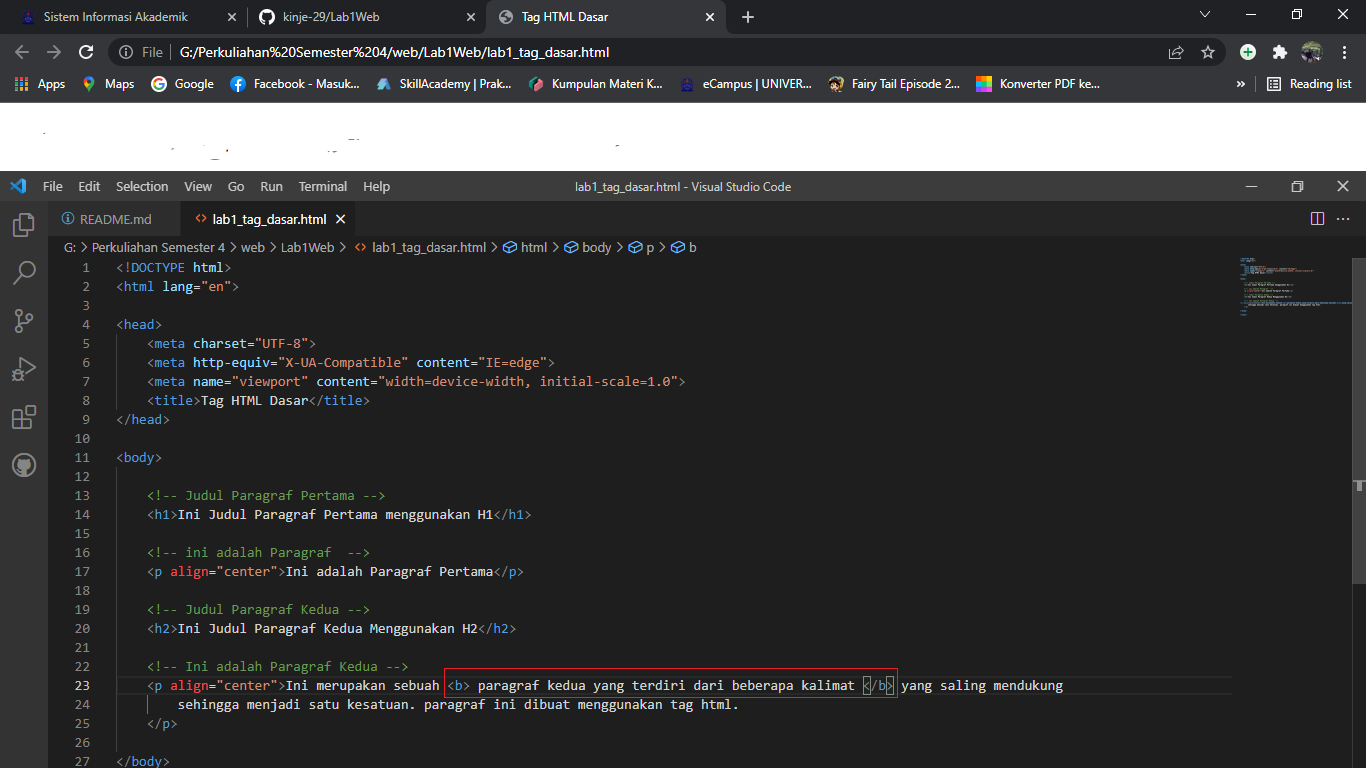 Sistem Informasi Akademik
kinje-29/Lab1Web
Tag HTML Dasar
File
G:/Perkuliahan%20Semester%204/web/Lab1Web/lab1_tag_dasar.html
Apps Maps Google Facebook - Masuk... SkillAcademy | Prak... Kumpulan Materi K... eCampus | UNIVER... Fairy Tail Episode 2... Konverter PDF ke... » Reading list
File Edit Selection View Go Run Terminal Help lab1_tag_dasar.html - Visual Studio Code
README.md lab1_tag_dasar.html
G: > Perkuliahan Semester 4 > web > Lab1Web > lab1_tag_dasar.html > html > body > p > b
1 <!DOCTYPE html>
2 <html lang="en">
3
4 <head>
5 <meta charset="UTF-8">
6 <meta http-equiv="X-UA-Compatible" content="IE=edge">
7 <meta name="viewport" content="width=device-width, initial-scale=1.0">
8 <title>Tag HTML Dasar</title>
9 </head>
10
11 <body>
12
13 <!-- Judul Paragraf Pertama -->
14 <h1>Ini Judul Paragraf Pertama menggunakan H1</h1>
15
16 <!-- ini adalah Paragraf  -->
17 <p align="center">Ini adalah Paragraf Pertama</p>
18
19 <!-- Judul Paragraf Kedua -->
20 <h2>Ini Judul Paragraf Kedua Menggunakan H2</h2>
21
22 <!-- Ini adalah Paragraf Kedua -->
23 <p align="center">Ini merupakan sebuah <b> paragraf kedua yang terdiri dari beberapa kalimat </b> yang saling mendukung
24 sehingga menjadi satu kesatuan. paragraf ini dibuat menggunakan tag html.
25 </p>
26
27 </body>